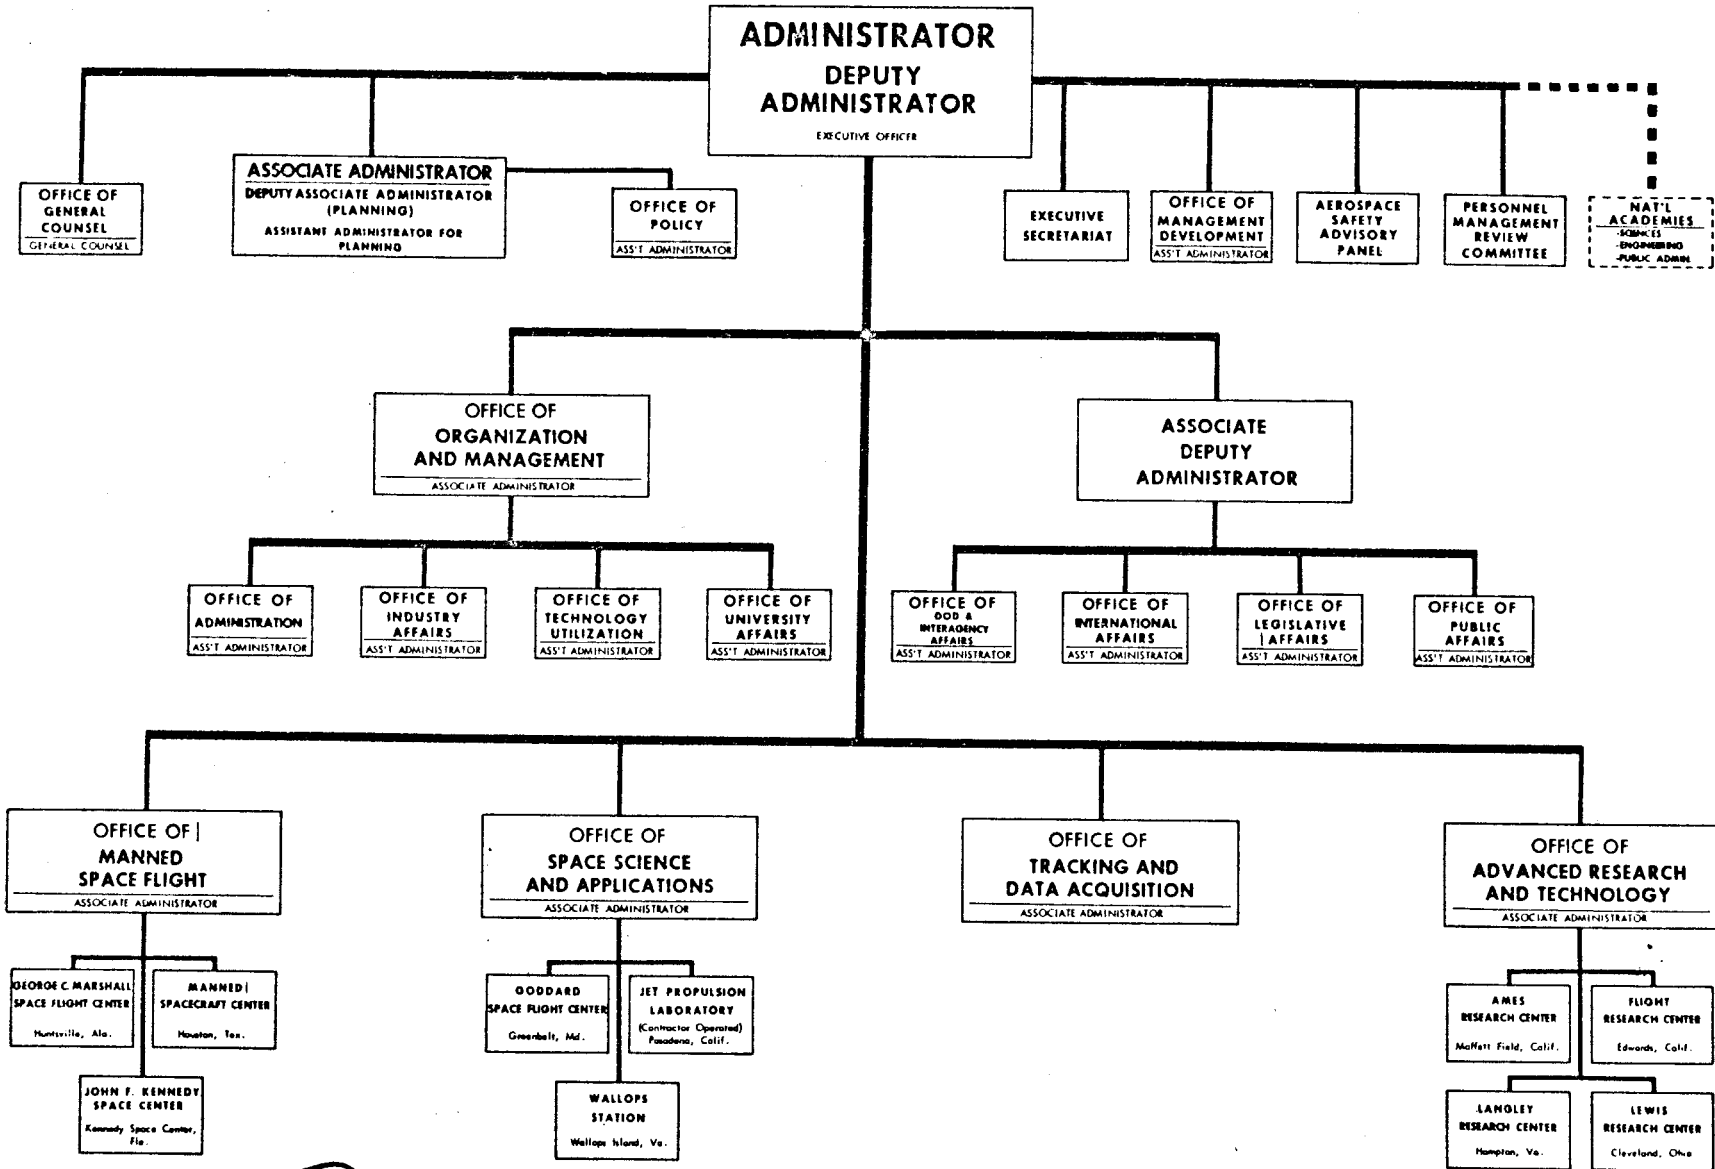 ADMINISTRATOR
DEPUTY
ADMINISTRATOR
EXECUTIVE OFFICER
OFFICE OF
GENERAL
COUNSEL
GENERAL COUNSEL
ASSOCIATE ADMINISTRATOR
DEPUTY ASSOCIATE ADMINISTRATOR
(PLANNING)
ASSISTANT ADMINISTRATOR FOR
PLANNING
OFFICE OF
POLICY
ASS'T ADMINISTRATOR
EXECUTIVE
SECRETARIAT
OFFICE OF
MANAGEMENT
DEVELOPMENT
ASS'T ADMINISTRATOR
AEROSPACE
SAFETY
ADVISORY
PANEL
PERSONNEL
MANAGEMENT
REVIEW
COMMITTEE
NAT'L
ACADEMIES
-SCIENCES
-ENGINEERING
-PUBLIC ADMIN.
OFFICE OF
ORGANIZATION
AND MANAGEMENT
ASSOCIATE ADMINISTRATOR
ASSOCIATE
DEPUTY
ADMINISTRATOR
OFFICE OF
ADMINISTRATION
ASS'T ADMINISTRATOR
OFFICE OF
INDUSTRY
AFFAIRS
ASS'T ADMINISTRATOR
OFFICE OF
TECHNOLOGY
UTILIZATION
ASS'T ADMINISTRATOR
OFFICE OF
UNIVERSITY
AFFAIRS
ASS'T ADMINISTRATOR
OFFICE OF
DOD &
INTERAGENCY
AFFAIRS
ASS'T ADMINISTRATOR
OFFICE OF
INTERNATIONAL
AFFAIRS
ASS'T ADMINISTRATOR
OFFICE OF
LEGISLATIVE
AFFAIRS
ASS'T ADMINISTRATOR
OFFICE OF
PUBLIC
AFFAIRS
ASS'T ADMINISTRATOR
OFFICE OF
MANNED
SPACE FLIGHT
ASSOCIATE ADMINISTRATOR
OFFICE OF
SPACE SCIENCE
AND APPLICATIONS
ASSOCIATE ADMINISTRATOR
OFFICE OF
TRACKING AND
DATA ACQUISITION
ASSOCIATE ADMINISTRATOR
OFFICE OF
ADVANCED RESEARCH
AND TECHNOLOGY
ASSOCIATE ADMINISTRATOR
GEORGE C. MARSHALL
SPACE FLIGHT CENTER
Huntsville, Ala.
MANNED
SPACECRAFT CENTER
Houston, Tex.
JOHN F. KENNEDY
SPACE CENTER
Kennedy Space Center,
Fla.
GODDARD
SPACE FLIGHT CENTER
Greenbelt, Md.
JET PROPULSION
LABORATORY
(Contractor Operated)
Pasadena, Calif.
WALLOPS
STATION
Wallops Island, Va.
AMES
RESEARCH CENTER
Moffett Field, Calif.
FLIGHT
RESEARCH CENTER
Edwards, Calif.
LANGLEY
RESEARCH CENTER
Hampton, Va.
LEWIS
RESEARCH CENTER
Cleveland, Ohio